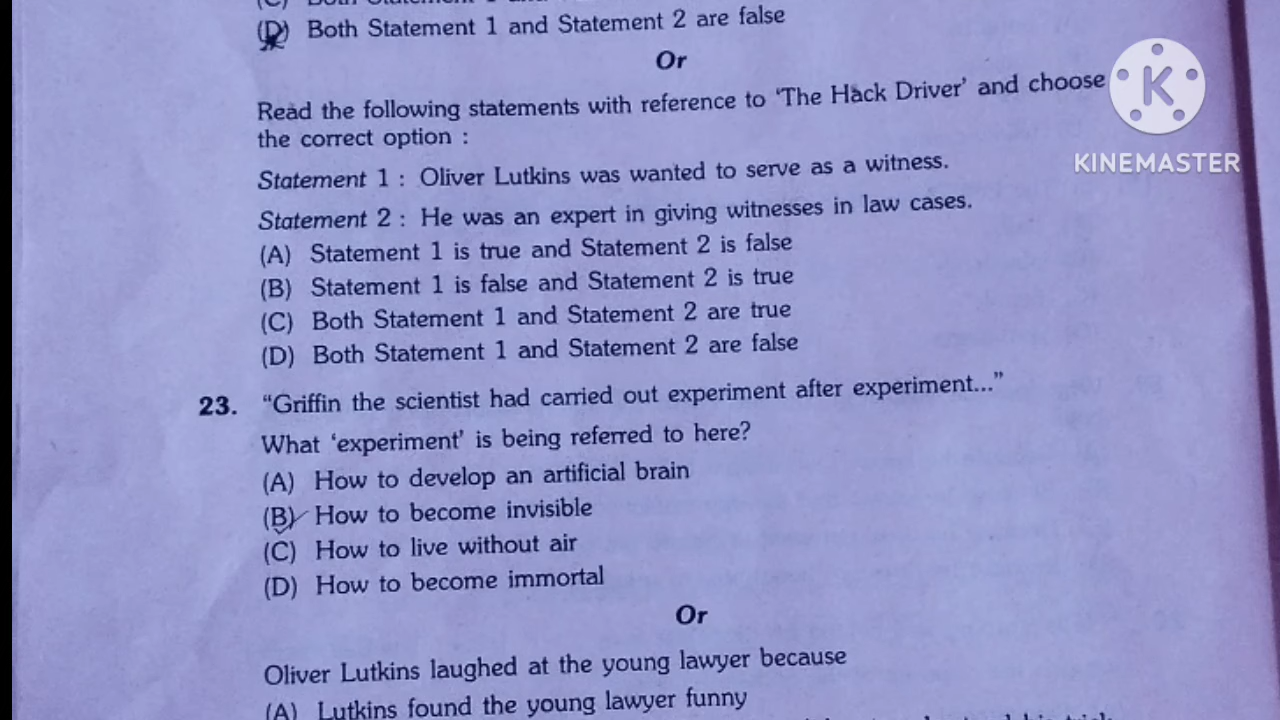 (D) Both Statement 1 and Statement 2 are false
Or
Read the following statements with reference to 'The Hack Driver' and choose
the correct option :
K
KINEMASTER
Statement 1 : Oliver Lutkins was wanted to serve as a witness.
Statement 2 : He was an expert in giving witnesses in law cases.
(A) Statement 1 is true and Statement 2 is false
(B) Statement 1 is false and Statement 2 is true
(C) Both Statement 1 and Statement 2 are true
(D) Both Statement 1 and Statement 2 are false
23. "Griffin the scientist had carried out experiment after experiment..."
What 'experiment' is being referred to here?
(A) How to develop an artificial brain
(B) How to become invisible
(C) How to live without air
(D) How to become immortal
Or
Oliver Lutkins laughed at the young lawyer because
(A) Lutkins found the young lawyer funny